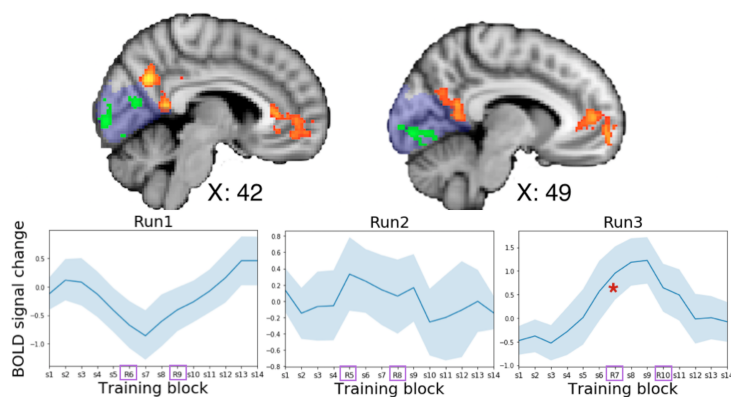 X: 42
X: 49
Run1
Run2
Run3
BOLD signal change
0.5
0.0
-0.5
-1.0
s1 s2 s3 s4 s5 R6 s7 s8 R9 s10 s11 s12 s13 s14
Training block
0.8
0.6
0.4
0.2
0.0
-0.2
-0.4
-0.6
-0.8
s1 s2 s3 s4 R5 s6 s7 R8 s9 s10 s11 s12 s13 s14
Training block
1.5
1.0
0.5
0.0
-0.5
-1.0
s1 s2 s3 s4 s5 s6 R7 s8 s9 R10 s11 s12 s13 s14
Training block
*